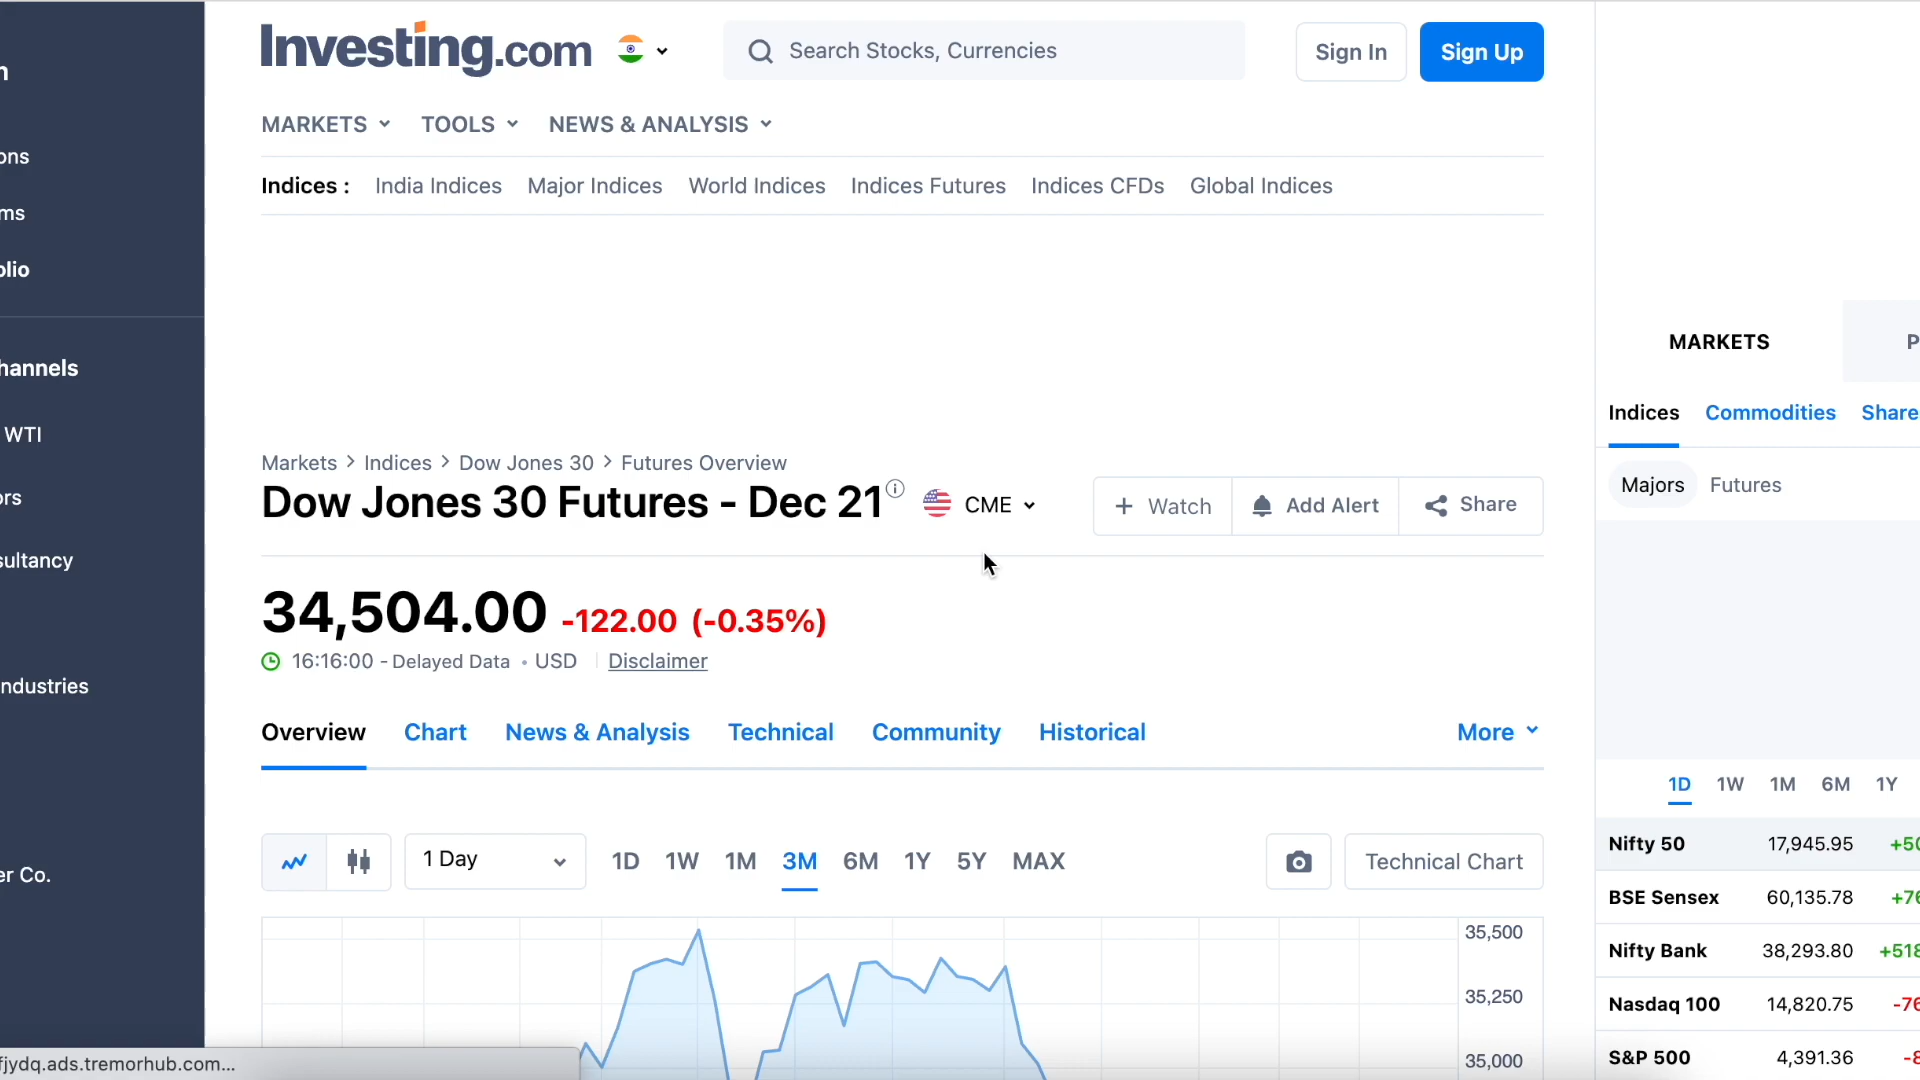 n
ons
ms
olio
hannels
WTI
ors
sultancy
ndustries
er Co.
fjydq.ads.tremorhub.com...
Investing.com
Search Stocks, Currencies
Sign In
Sign Up
MARKETS TOOLS NEWS & ANALYSIS
Indices : India Indices Major Indices World Indices Indices Futures Indices CFDs Global Indices
Markets > Indices > Dow Jones 30 > Futures Overview
Dow Jones 30 Futures - Dec 21
CME
+ Watch
Add Alert
Share
34,504.00 -122.00 (-0.35%)
16:16:00 - Delayed Data • USD Disclaimer
Overview Chart News & Analysis Technical Community Historical More
1 Day
1D 1W 1M 3M 6M 1Y 5Y MAX
Technical Chart
35,500
35,250
35,000
MARKETS P
Indices Commodities Share
Majors Futures
1D 1W 1M 6M 1Y
Nifty 50 17,945.95 +50
BSE Sensex 60,135.78 +76
Nifty Bank 38,293.80 +518
Nasdaq 100 14,820.75 -76
S&P 500 4,391.36 -8